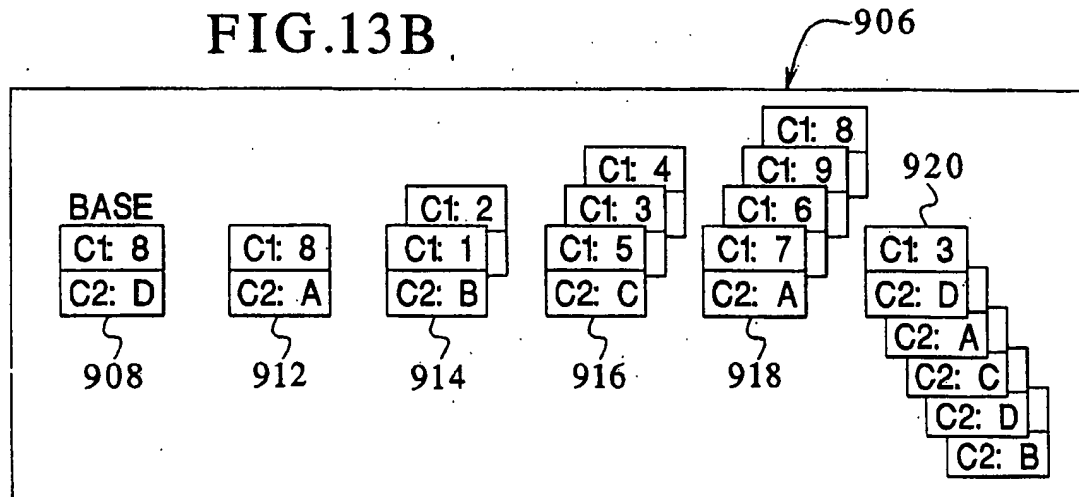 FIG.13B
906
BASE
C1: 8
C2: D
908
C1: 8
C2: A
912
C1: 2
C1: 1
C2: B
914
C1: 4
C1: 3
C1: 5
C2: C
916
C1: 8
C1: 9
C1: 6
C1: 7
C2: A
918
920
C1: 3
C2: D
C2: A
C2: C
C2: D
C2: B